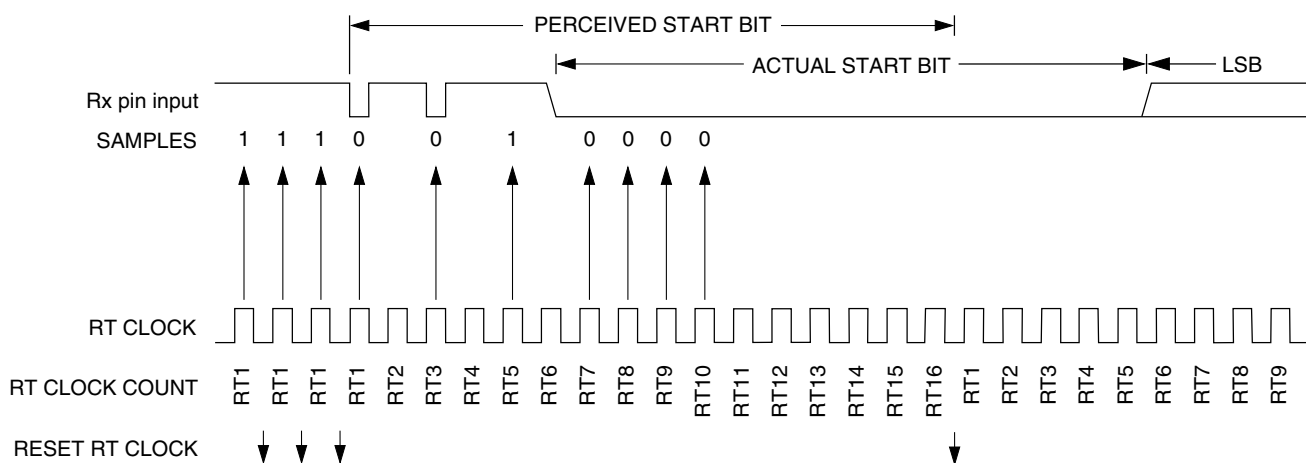 PERCEIVED START BIT
ACTUAL START BIT
LSB
Rx pin input
SAMPLES 1 1 1 0 0 1 0 0 0 0
RT CLOCK
RT CLOCK COUNT RT1 RT1 RT1 RT1 RT2 RT3 RT4 RT5 RT6 RT7 RT8 RT9 RT10 RT11 RT12 RT13 RT14 RT15 RT16 RT1 RT2 RT3 RT4 RT5 RT6 RT7 RT8 RT9
RESET RT CLOCK